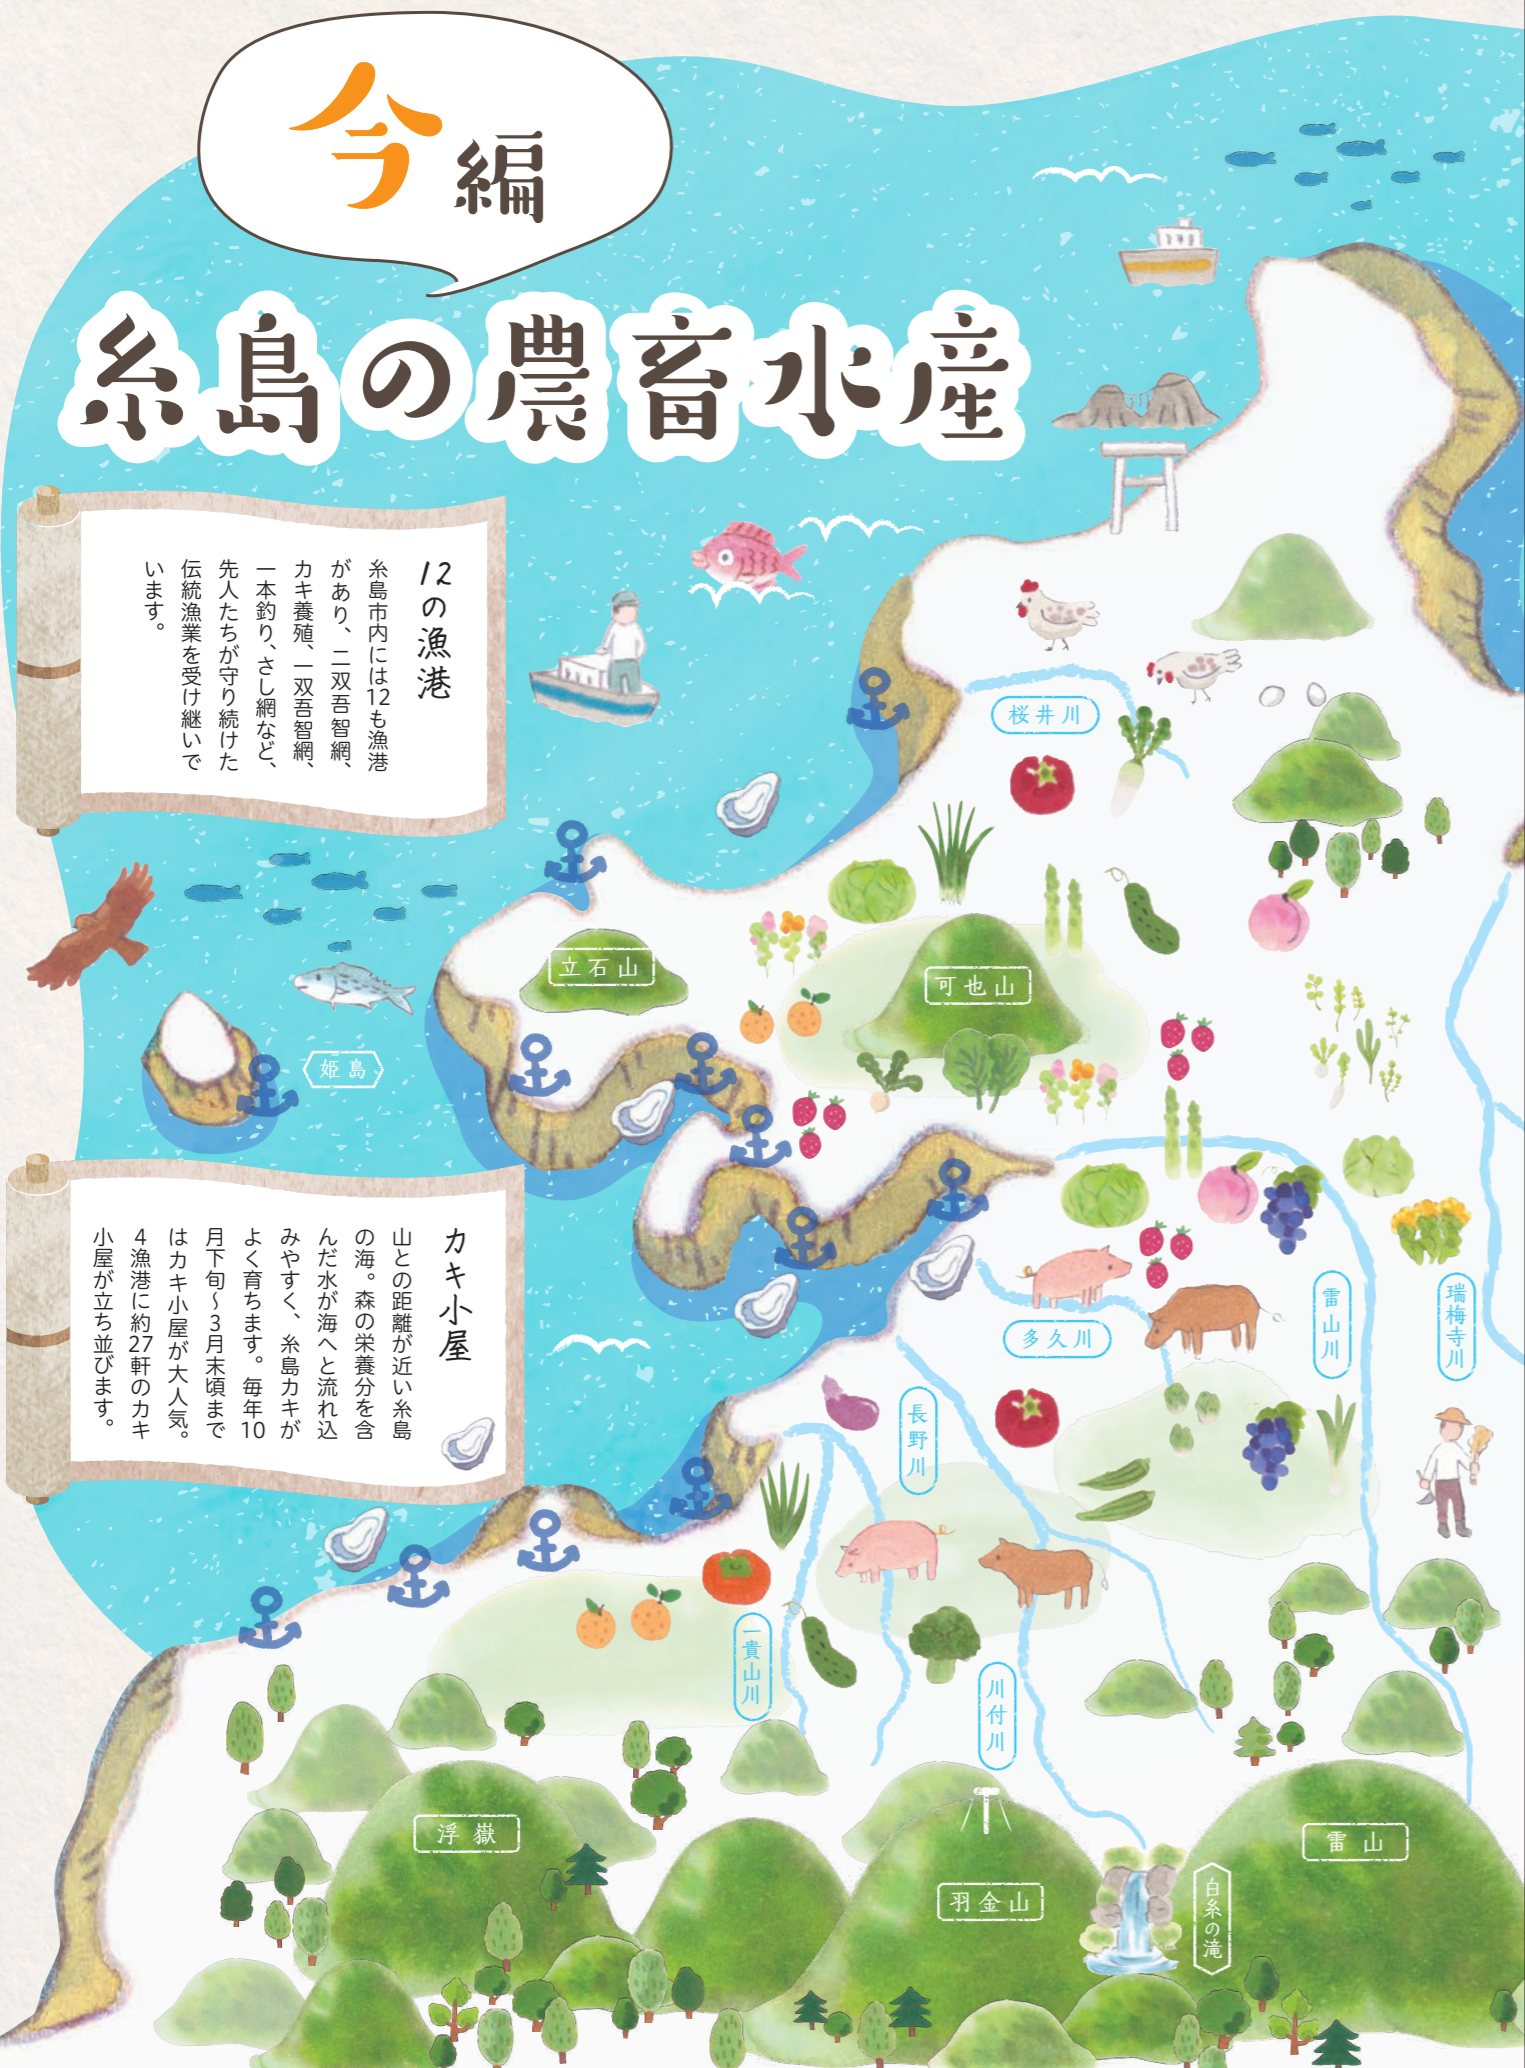 今編
糸島の農畜水産
12の漁港
糸島市内には12も漁港
があり、二双吾智網、
カキ養殖、一双吾智網、
一本釣り、さし網など、
先人たちが守り続けた
伝統漁業を受け継いで
います。
桜井川
立石山
可也山
姫島
カキ小屋
山との距離が近い糸島
の海。森の栄養分を含
んだ水が海へと流れ込
みやすく、糸島カキが
よく育ちます。毎年10
月下旬～3月末頃まで
はカキ小屋が大人気。
4漁港に約27軒のカキ
小屋が立ち並びます。
瑞梅寺川
雷山川
多久川
長野川
一貴山川
川付川
浮嶽
羽金山
雷山
白糸の滝